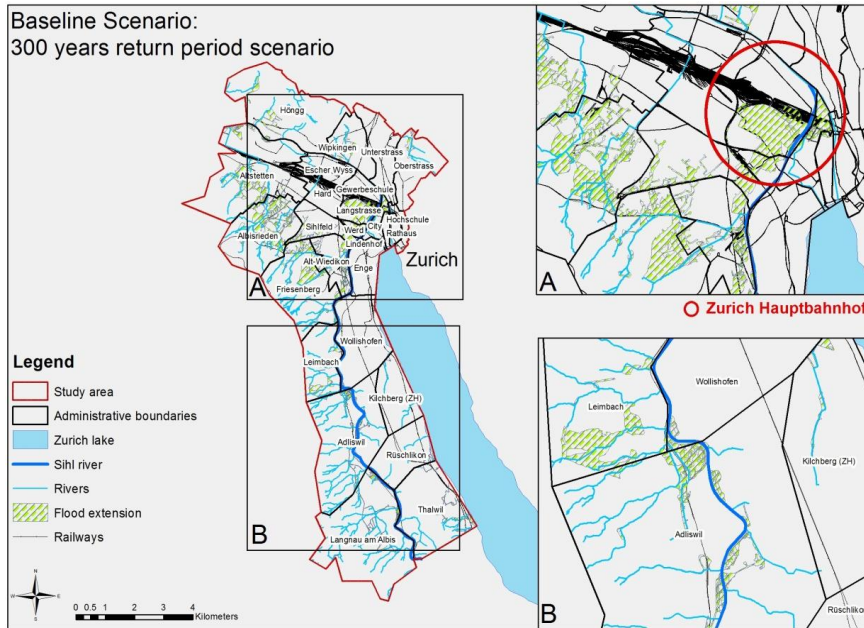 Baseline Scenario:
300 years return period scenario
Höngg
Wipkingen
Unterstrass
Oberstrass
Escher Wyss
Altstetten
Hard
Gewerbeschule
Langstrasse
Hochschule
City
Rathaus
Albisrieden
Sihlfeld
Werd
Lindenhof
Zurich
Alt-Wiedikon
Enge
Friesenberg
A
Wollishofen
Leimbach
Kilchberg (ZH)
Adliswil
Rüschlikon
Thalwil
Langnau am Albis
B
Legend
Study area
Administrative boundaries
Zurich lake
Sihl river
Rivers
Flood extension
Railways
N
W
E
S
0 0.5 1 2 3 4
Kilometers
A
Zurich Hauptbahnhof
Wollishofen
Leimbach
Kilchberg (ZH)
Adliswil
Rüschlikon
B